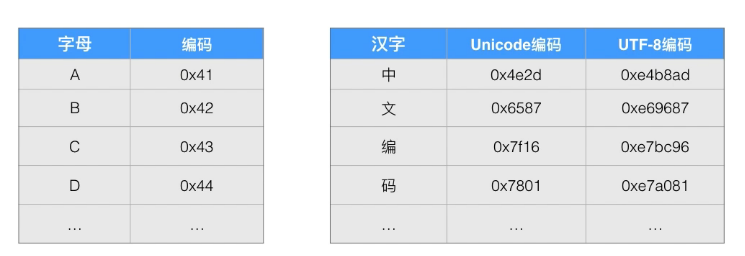 字母 编码
A 0x41
B 0x42
C 0x43
D 0x44
... ...
汉字 Unicode编码 UTF-8编码
中 0x4e2d 0xe4b8ad
文 0x6587 0xe69687
编 0x7f16 0xe7bc96
码 0x7801 0xe7a081
... ... ...